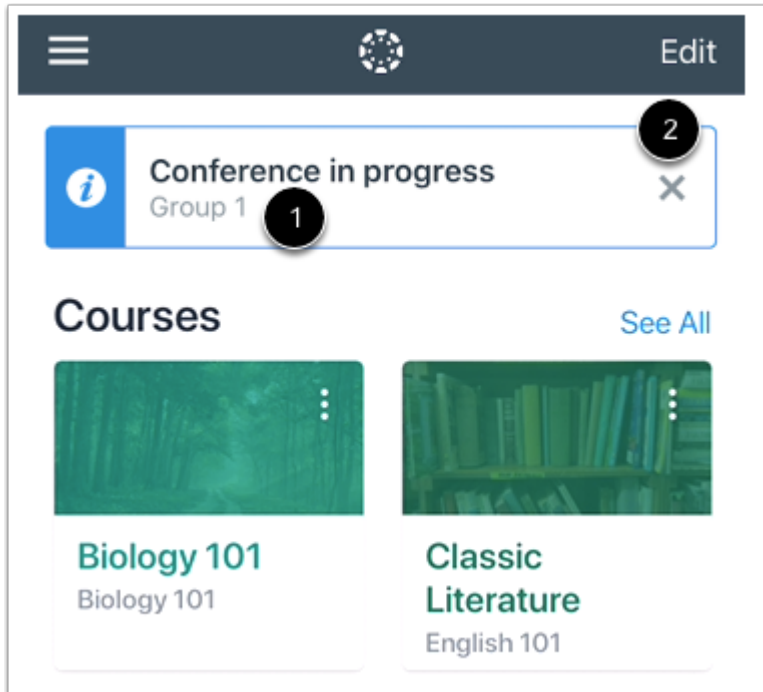 Edit
2
Conference in progress
Group 1
1
Courses
See All
Biology 101
Biology 101
Classic
Literature
English 101